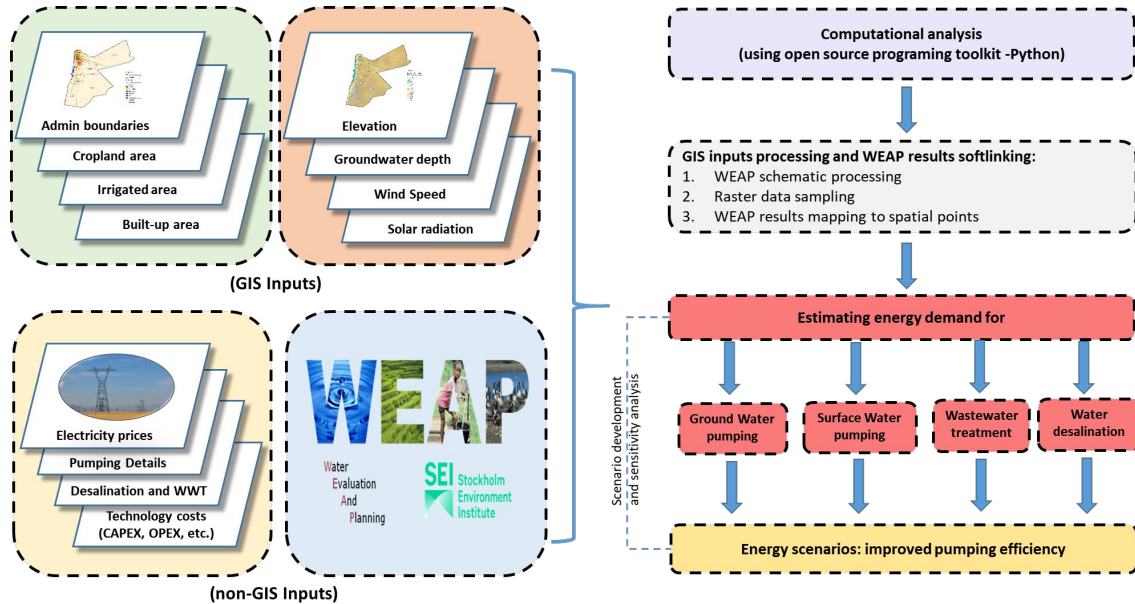 Admin boundaries
Cropland area
Irrigated area
Built-up area
Elevation
Groundwater depth
Wind Speed
Solar radiation
(GIS Inputs)
Electricity prices
Pumping Details
Desalination and WWT
Technology costs
(CAPEX, OPEX, etc.)
WEAP
Water
Evaluation
And
Planning
SEI Stockholm
Environment
Institute
(non-GIS Inputs)
Computational analysis
(using open source programing toolkit -Python)
GIS inputs processing and WEAP results softlinking:
1. WEAP schematic processing
2. Raster data sampling
3. WEAP results mapping to spatial points
Estimating energy demand for
Scenario development
and sensitivity analysis
Ground Water
pumping
Surface Water
pumping
Wastewater
treatment
Water
desalination
Energy scenarios: improved pumping efficiency